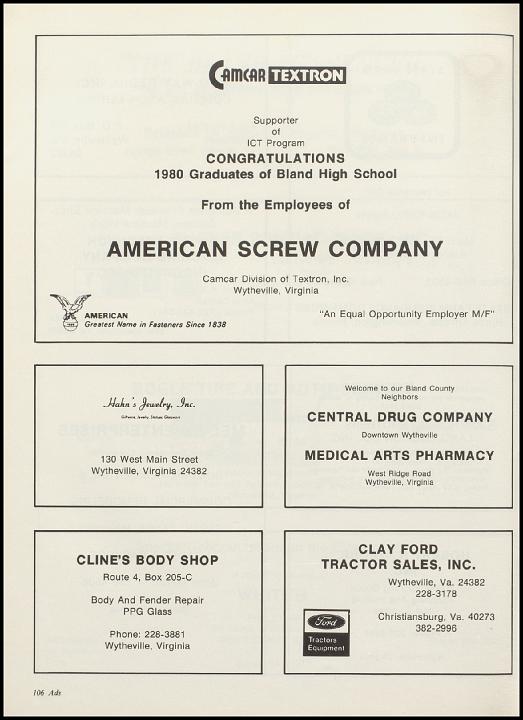 CAMCAR TEXTRON
Supporter
of
ICT Program
CONGRATULATIONS
1980 Graduates of Bland High School
From the Employees of
AMERICAN SCREW COMPANY
Camcar Division of Textron, Inc.
Wytheville, Virginia
AMERICAN
Greatest Name in Fasteners Since 1838
"An Equal Opportunity Employer M/F"
Hahn's Jewelry, Inc.
130 West Main Street
Wytheville, Virginia 24382
Welcome to our Bland County
Neighbors
CENTRAL DRUG COMPANY
Downtown Wytheville
MEDICAL ARTS PHARMACY
West Ridge Road
Wytheville, Virginia
CLINE'S BODY SHOP
Route 4, Box 205-C
Body And Fender Repair
PPG Glass
Phone: 228-3881
Wytheville, Virginia
CLAY FORD
TRACTOR SALES, INC.
Wytheville, Va. 24382
228-3178
Christiansburg, Va. 40273
382-2996
Ford
Tractors
Equipment
106 Ads